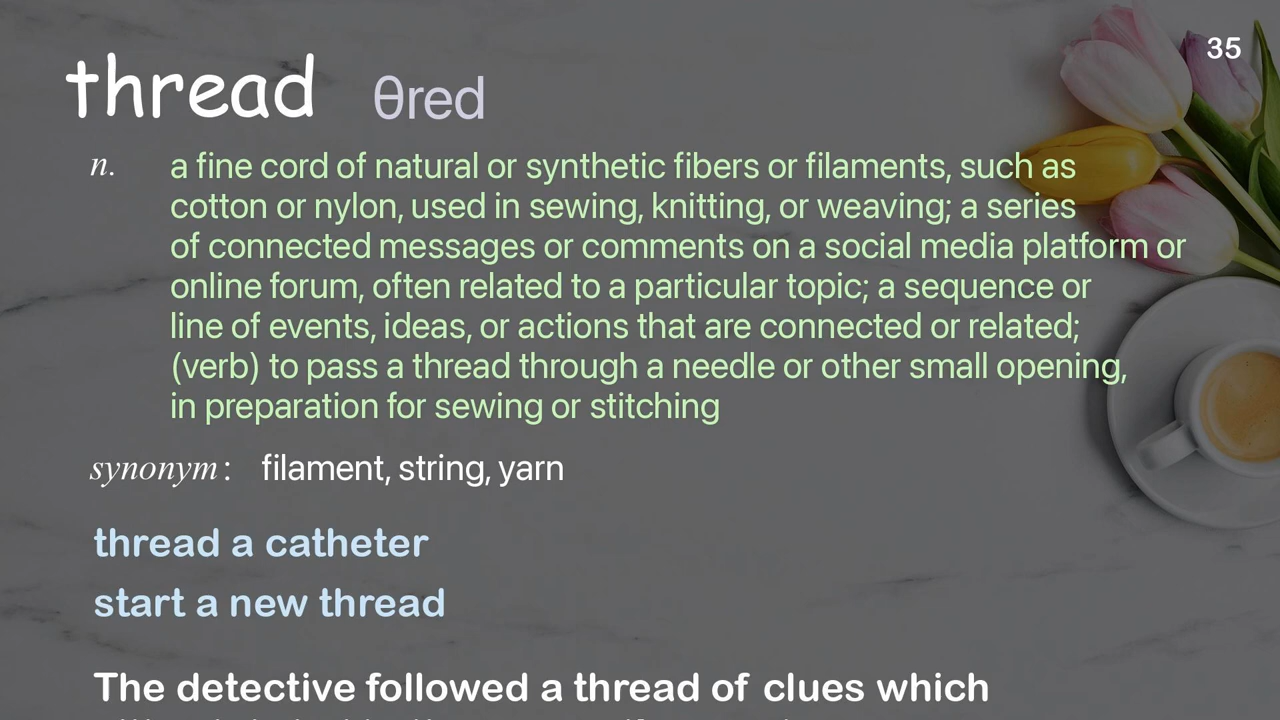 35
thread θred
n. a fine cord of natural or synthetic fibers or filaments, such as
cotton or nylon, used in sewing, knitting, or weaving; a series
of connected messages or comments on a social media platform or
online forum, often related to a particular topic; a sequence or
line of events, ideas, or actions that are connected or related;
(verb) to pass a thread through a needle or other small opening,
in preparation for sewing or stitching
synonym: filament, string, yarn
thread a catheter
start a new thread
The detective followed a thread of clues which